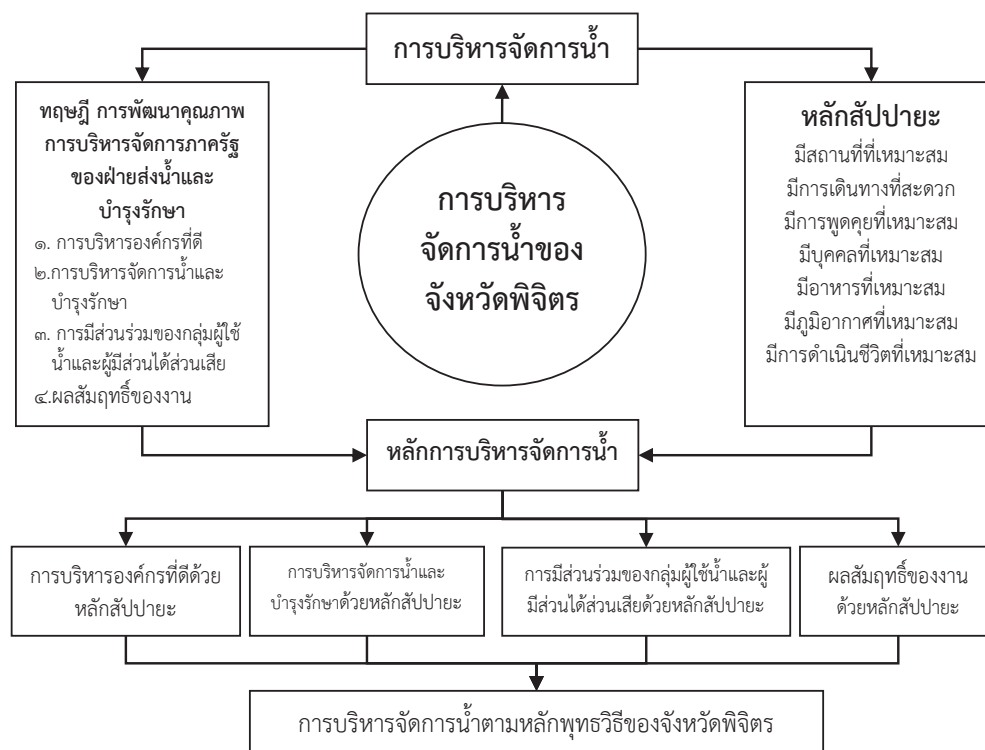 การบริหารจัดการน้ำ
ทฤษฎี การพัฒนาคุณภาพ
การบริหารจัดการภาครัฐ
ของฝ่ายส่งน้ำและ
บำรุงรักษา
๑. การบริหารองค์กรที่ดี
๒.การบริหารจัดการน้ำและ
บำรุงรักษา
๓. การมีส่วนร่วมของกลุ่มผู้ใช้
น้ำและผู้มีส่วนได้ส่วนเสีย
๔.ผลสัมฤทธิ์ของงาน
การบริหาร
จัดการน้ำของ
จังหวัดพิจิตร
หลักสัปปายะ
มีสถานที่ที่เหมาะสม
มีการเดินทางที่สะดวก
มีการพูดคุยที่เหมาะสม
มีบุคคลที่เหมาะสม
มีอาหารที่เหมาะสม
มีภูมิอากาศที่เหมาะสม
มีการดำเนินชีวิตที่เหมาะสม
หลักการบริหารจัดการน้ำ
การบริหารองค์กรที่ดีด้วย
หลักสัปปายะ
การบริหารจัดการน้ำและ
บำรุงรักษาด้วยหลักสัปปายะ
การมีส่วนร่วมของกลุ่มผู้ใช้น้ำและผู้
มีส่วนได้ส่วนเสียด้วยหลักสัปปายะ
ผลสัมฤทธิ์ของงาน
ด้วยหลักสัปปายะ
การบริหารจัดการน้ำตามหลักพุทธวิธีของจังหวัดพิจิตร